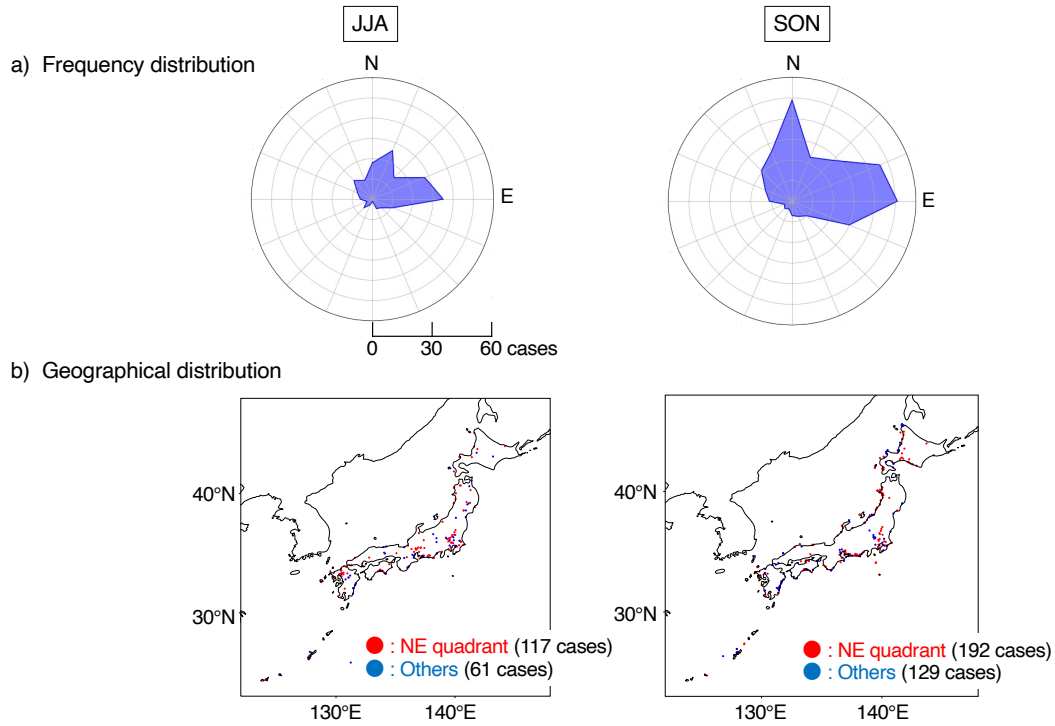 JJA
SON
a) Frequency distribution
N
N
E
E
0 30 60 cases
b) Geographical distribution
40°N
30°N
130°E 140°E
: NE quadrant (117 cases)
: Others (61 cases)
40°N
30°N
130°E 140°E
: NE quadrant (192 cases)
: Others (129 cases)